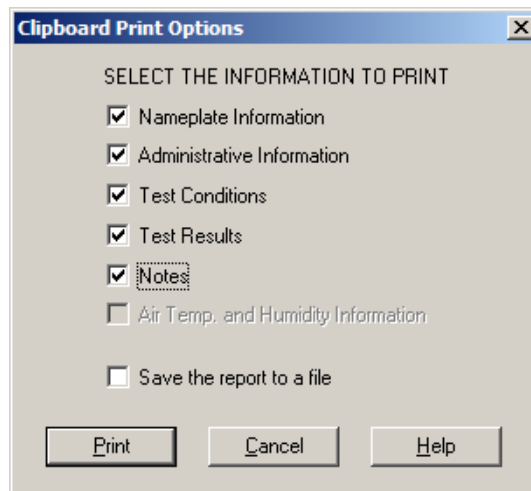 Clipboard Print Options
SELECT THE INFORMATION TO PRINT
Nameplate Information
Administrative Information
Test Conditions
Test Results
Notes
Air Temp. and Humidity Information
Save the report to a file
Print Cancel Help